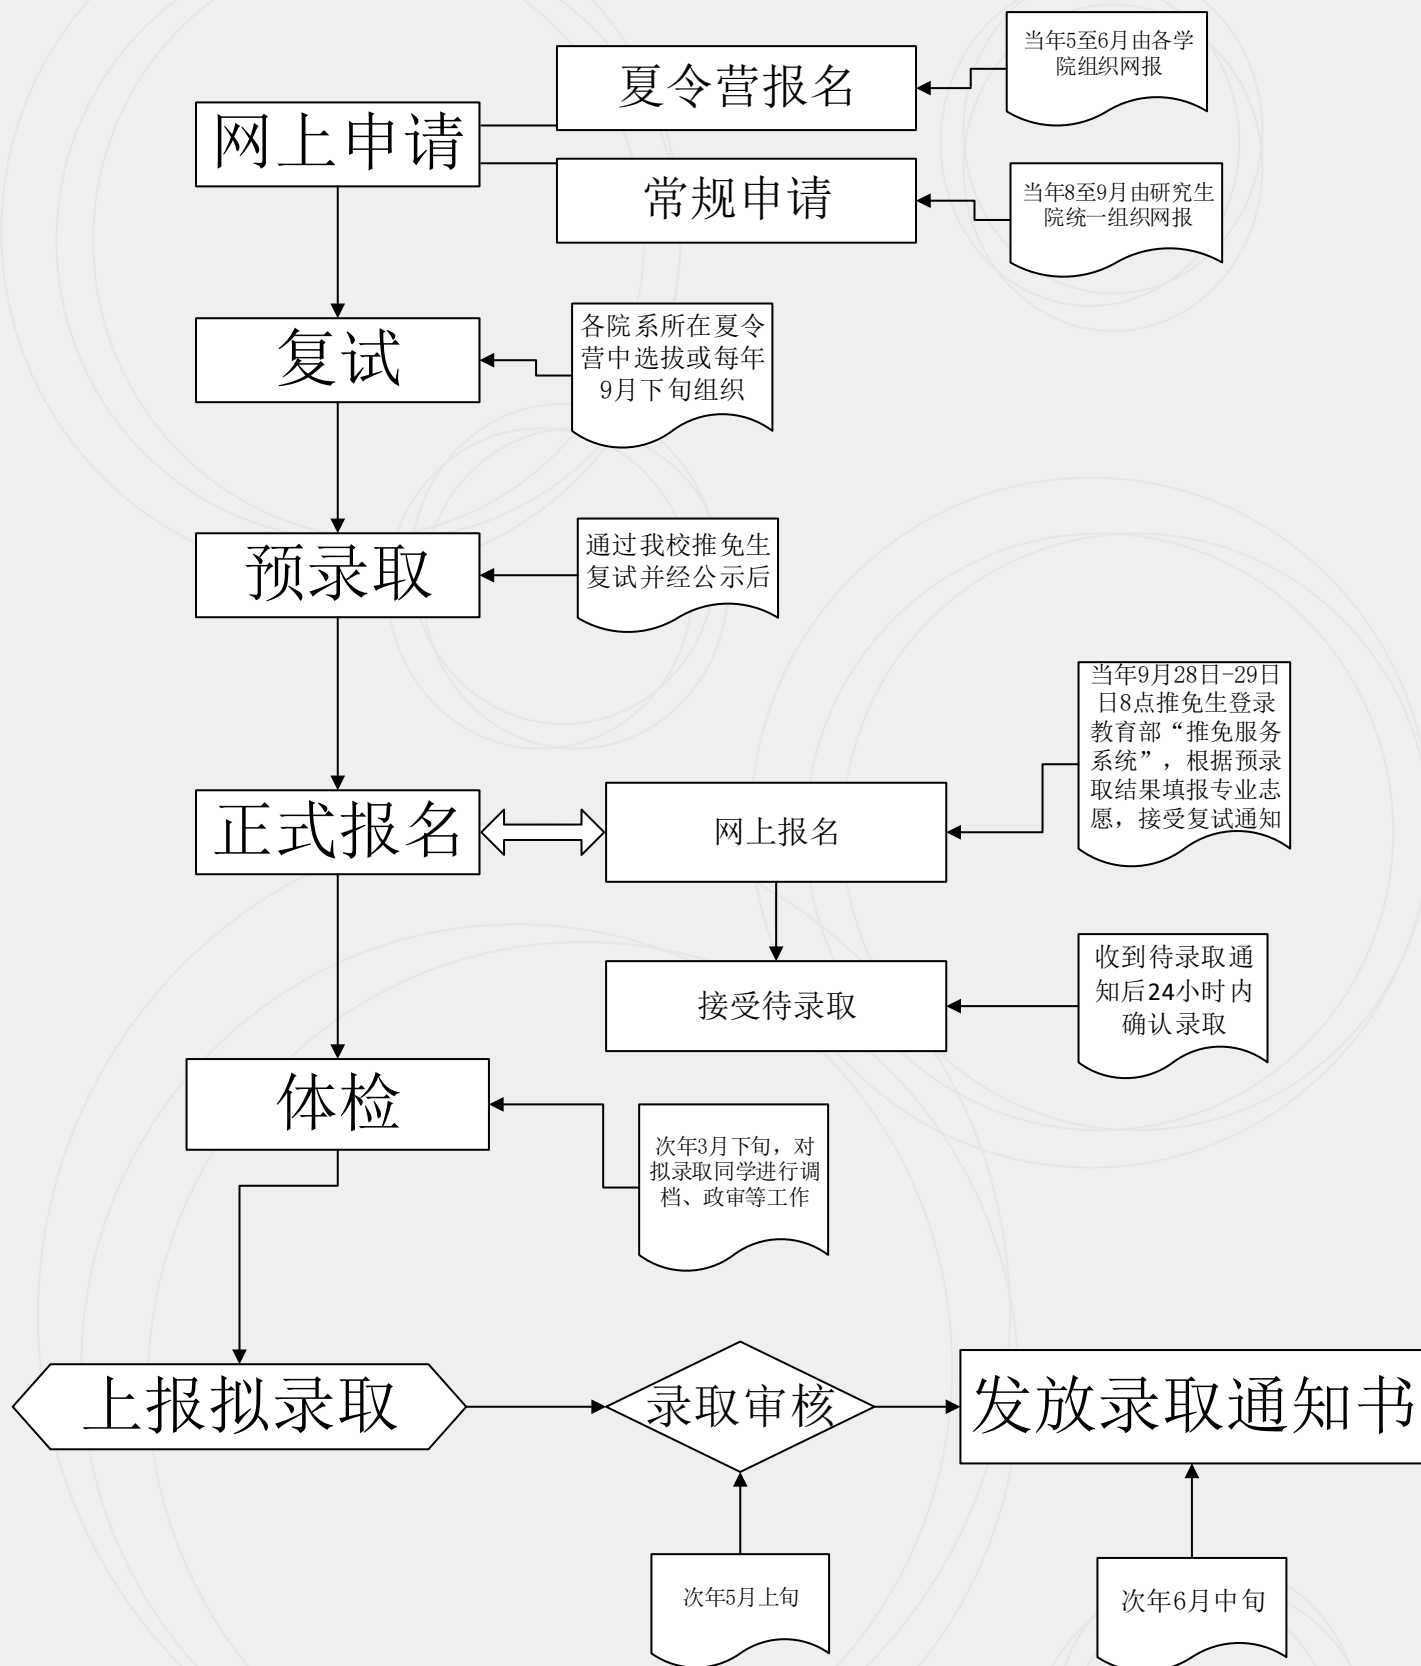 当年5至6月由各学
院组织网报
夏令营报名
网上申请
常规申请
当年8至9月由研究生
院统一组织网报
复试
各院系所在夏令
营中选拔或每年
9月下旬组织
预录取
通过我校推免生
复试并经公示后
当年9月28日-29日
日8点推免生登录
教育部“推免服务
系统”，根据预录
取结果填报专业志
愿，接受复试通知
正式报名
网上报名
收到待录取通
知后24小时内
确认录取
接受待录取
体检
次年3月下旬，对
拟录取同学进行调
档、政审等工作
上报拟录取
录取审核
发放录取通知书
次年5月上旬
次年6月中旬